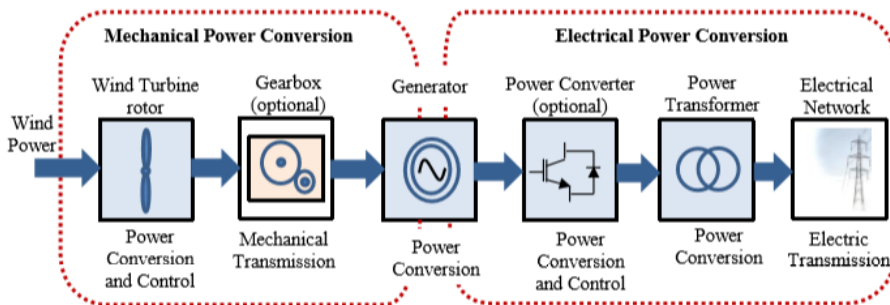 Mechanical Power Conversion
Electrical Power Conversion
Wind Turbine
rotor
Gearbox
(optional)
Generator
Power Converter
(optional)
Power
Transformer
Electrical
Network
Wind
Power
Power
Conversion
and Control
Mechanical
Transmission
Power
Conversion
Power
Conversion
and Control
Power
Conversion
Electric
Transmission